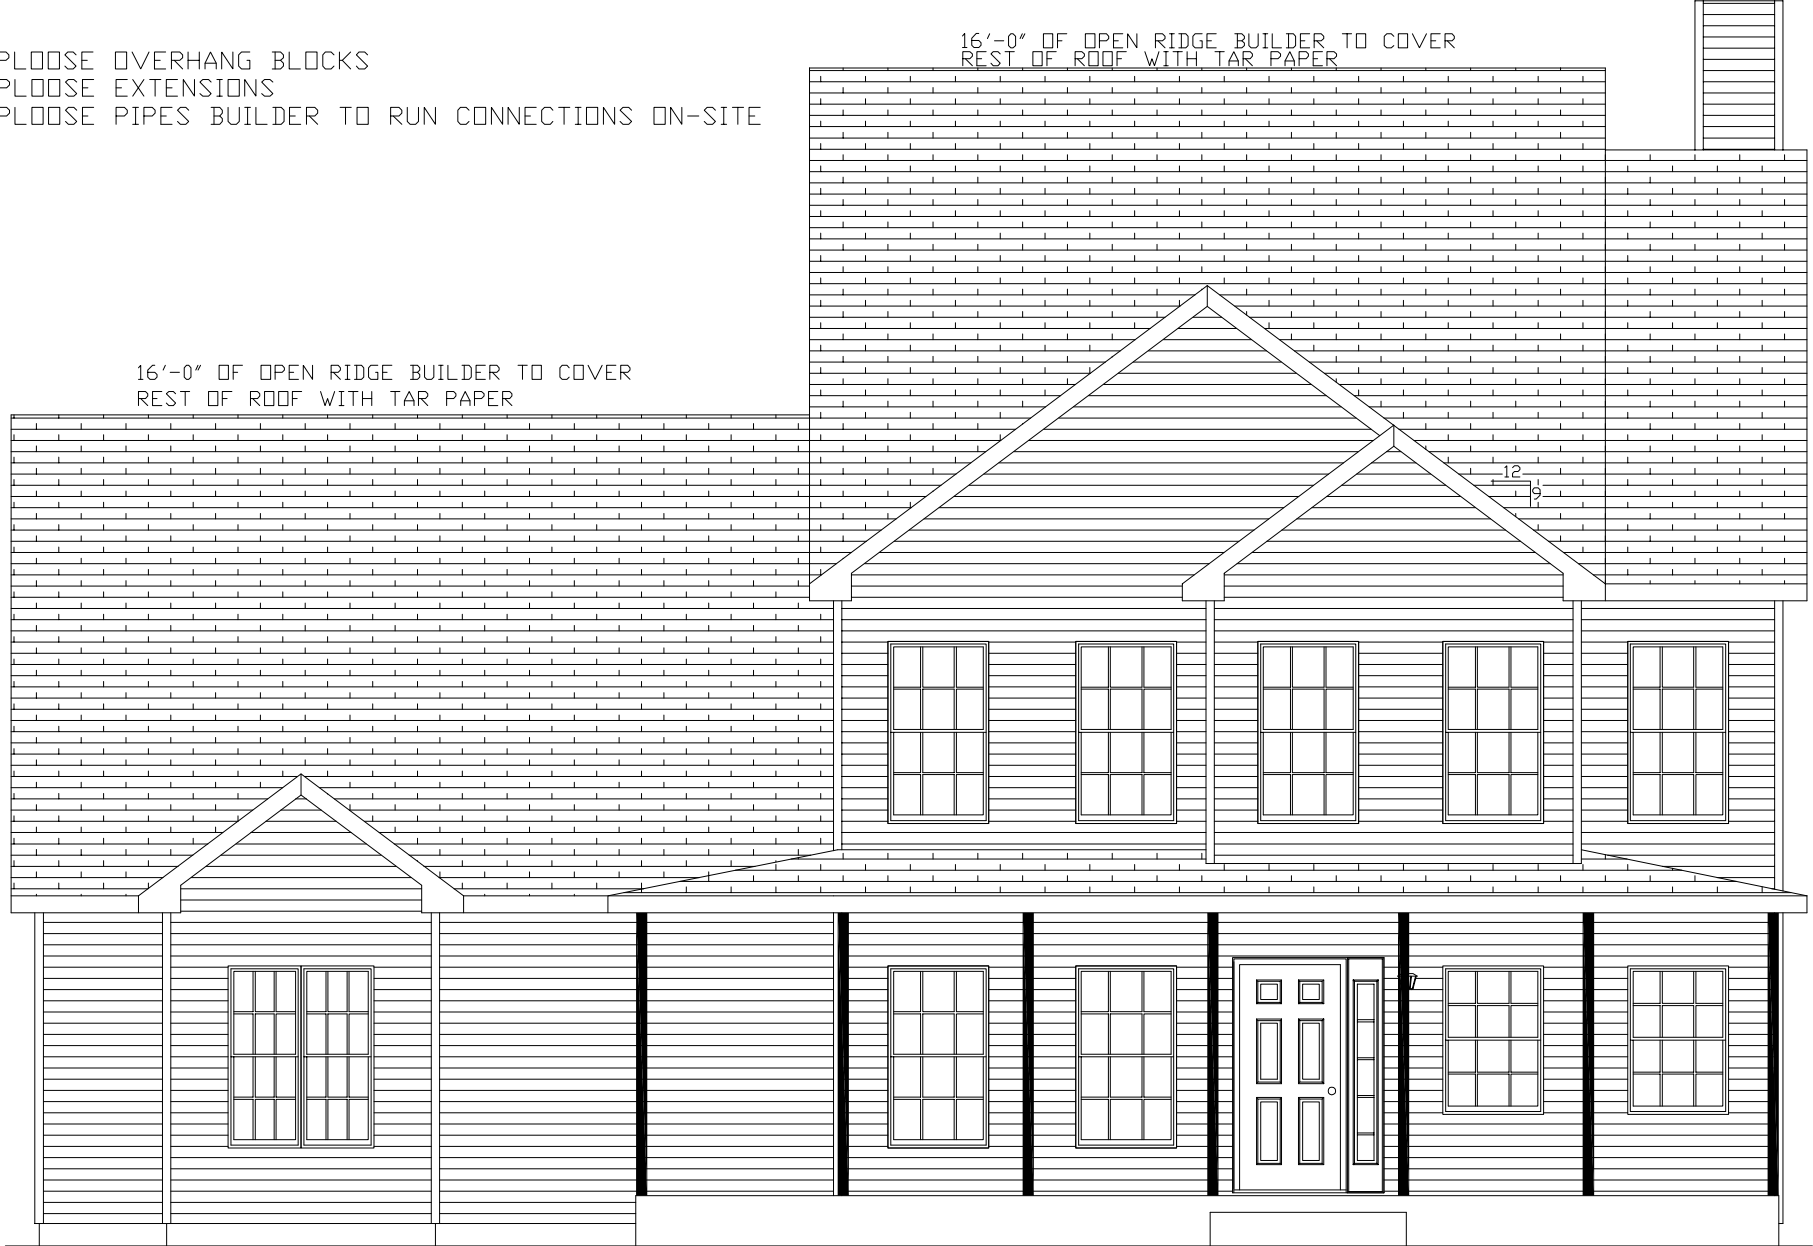 PLOOSE OVERHANG BLOCKS
PLOOSE EXTENSIONS
PLOOSE PIPES BUILDER TO RUN CONNECTIONS ON-SITE
16'-0" OF OPEN RIDGE BUILDER TO COVER
REST OF ROOF WITH TAR PAPER
16'-0" OF OPEN RIDGE BUILDER TO COVER
REST OF ROOF WITH TAR PAPER
12
9